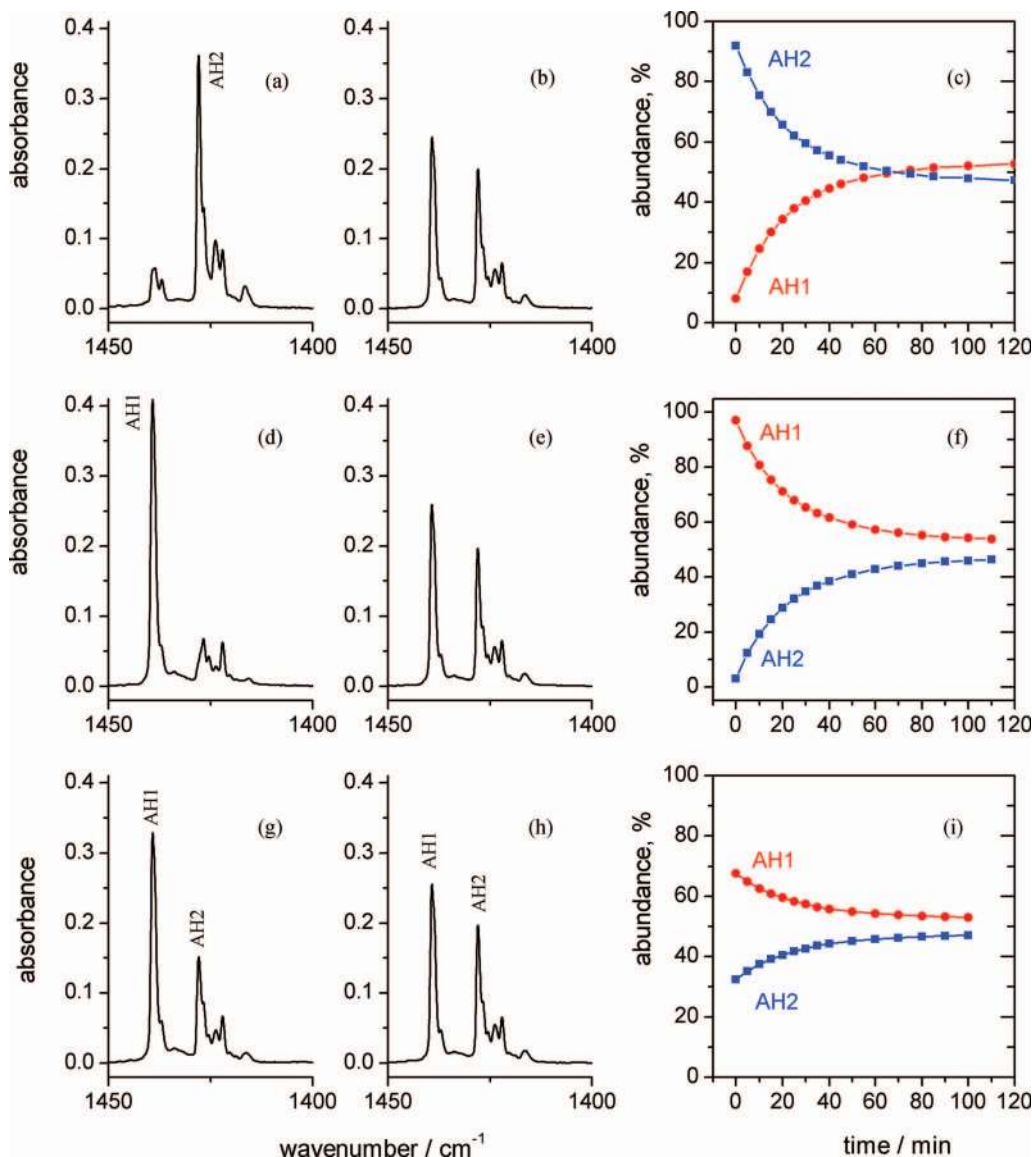 absorbance
0.4
0.3
0.2
0.1
0.0
AH2
(a)
1450
1400
0.4
0.3
0.2
0.1
0.0
(b)
1450
1400
abundance, %
100
80
60
40
20
0
AH2
(c)
AH1
0 20 40 60 80 100 120
absorbance
0.4
0.3
0.2
0.1
0.0
AH1
(d)
1450
1400
0.4
0.3
0.2
0.1
0.0
(e)
1450
1400
abundance, %
100
80
60
40
20
0
AH1
(f)
AH2
0 20 40 60 80 100 120
absorbance
0.4
0.3
0.2
0.1
0.0
AH1
AH2
(g)
1450
1400
0.4
0.3
0.2
0.1
0.0
AH1
AH2
(h)
1450
1400
abundance, %
100
80
60
40
20
0
AH1
(i)
AH2
0 20 40 60 80 100 120
wavenumber / cm⁻¹
time / min